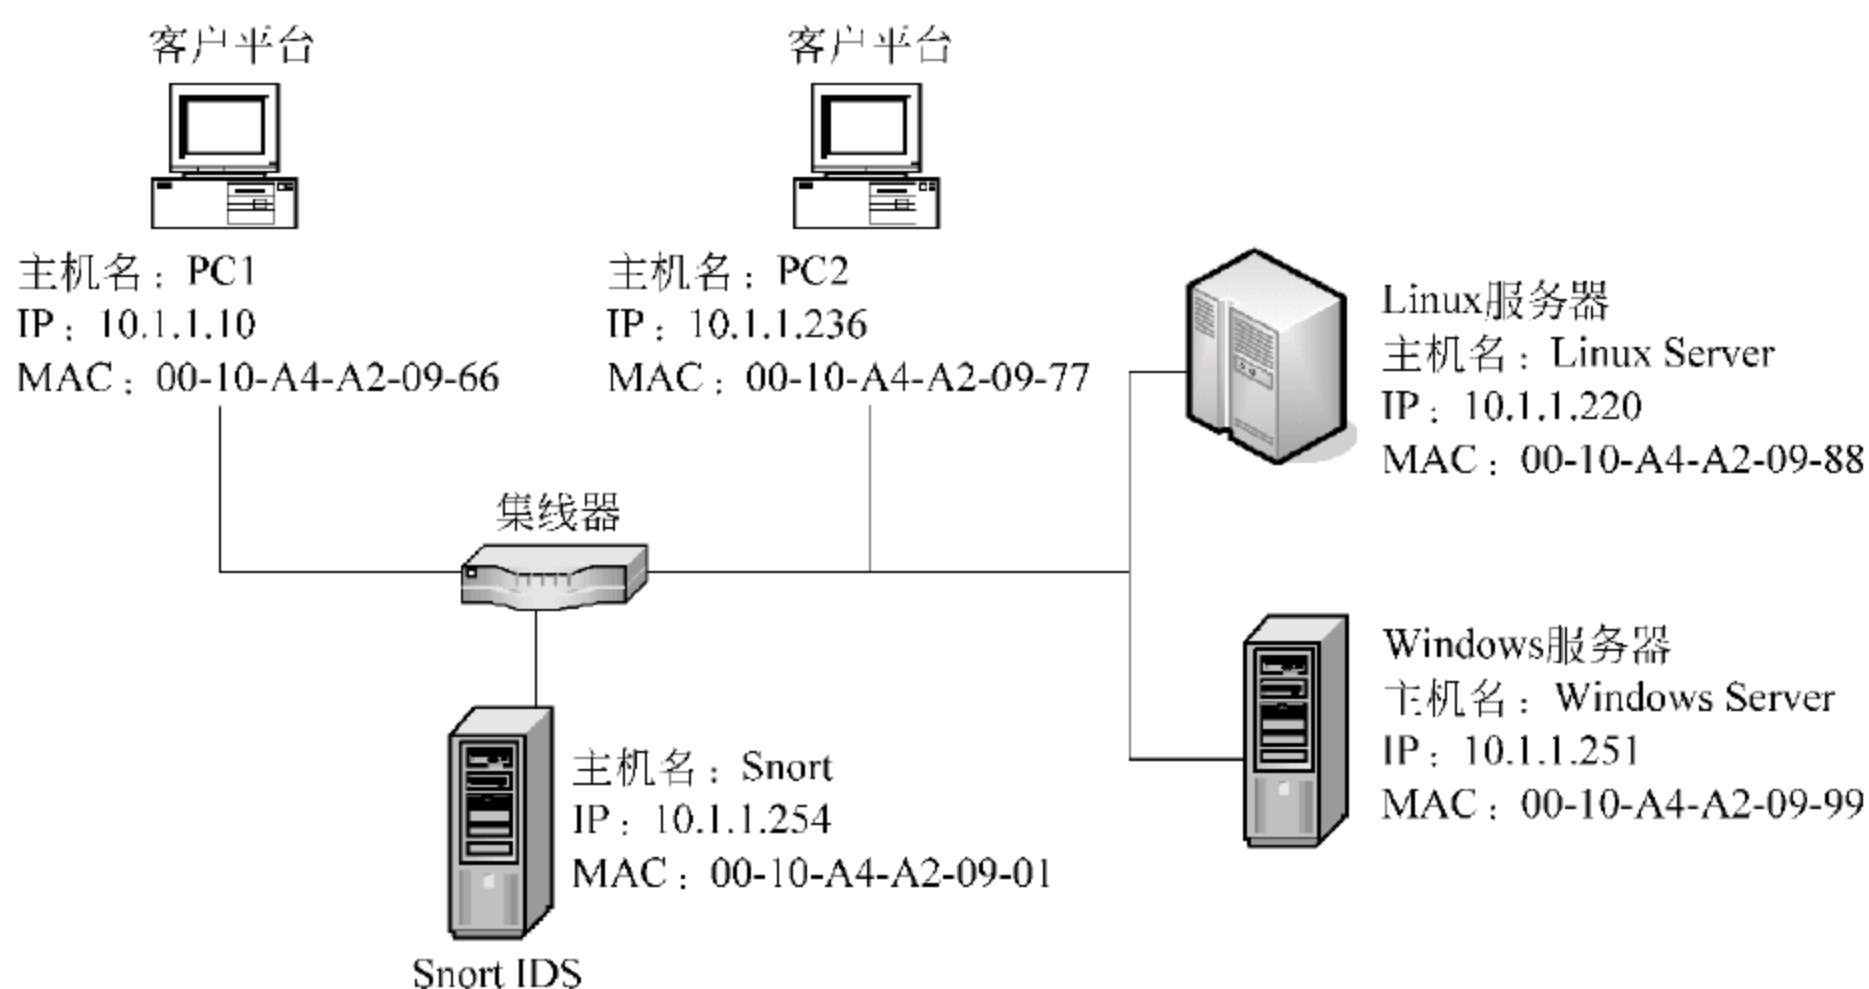 客户平台
主机名：PC1
IP：10.1.1.10
MAC：00-10-A4-A2-09-66
客户平台
主机名：PC2
IP：10.1.1.236
MAC：00-10-A4-A2-09-77
Linux服务器
主机名：Linux Server
IP：10.1.1.220
MAC：00-10-A4-A2-09-88
集线器
Windows服务器
主机名：Windows Server
IP：10.1.1.251
MAC：00-10-A4-A2-09-99
主机名：Snort
IP：10.1.1.254
MAC：00-10-A4-A2-09-01
Snort IDS